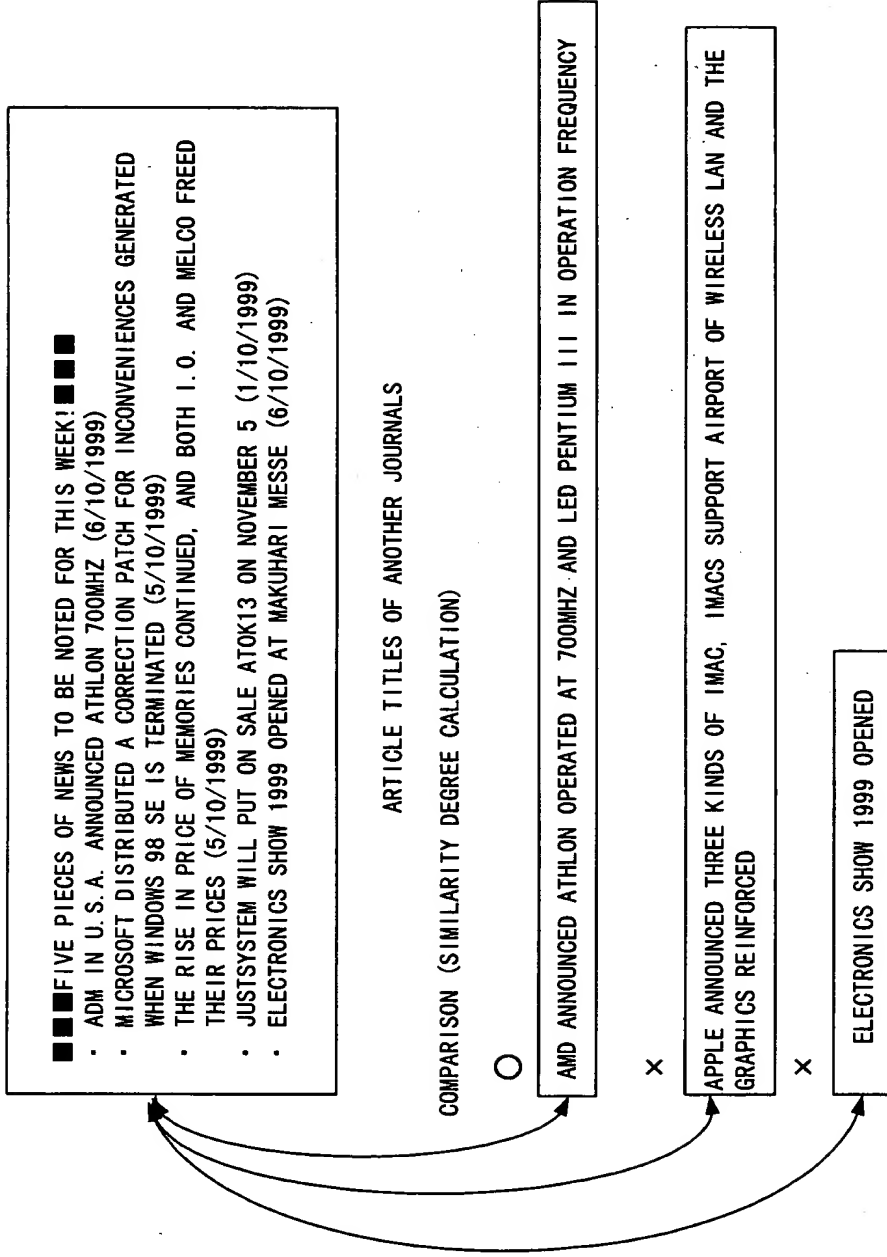 ■■■FIVE PIECES OF NEWS TO BE NOTED FOR THIS WEEK!■■■
· ADM IN U.S.A. ANNOUNCED ATHLON 700MHZ (6/10/1999)
· MICROSOFT DISTRIBUTED A CORRECTION PATCH FOR INCONVENIENCES GENERATED
WHEN WINDOWS 98 SE IS TERMINATED (5/10/1999)
· THE RISE IN PRICE OF MEMORIES CONTINUED, AND BOTH I.O. AND MELCO FREED
THEIR PRICES (5/10/1999)
· JUSTSYSTEM WILL PUT ON SALE ATOK13 ON NOVEMBER 5 (1/10/1999)
· ELECTRONICS SHOW 1999 OPENED AT MAKUHARI MESSE (6/10/1999)
ARTICLE TITLES OF ANOTHER JOURNALS
COMPARISON (SIMILARITY DEGREE CALCULATION)
○
AMD ANNOUNCED ATHLON OPERATED AT 700MHZ AND LED PENTIUM III IN OPERATION FREQUENCY
×
APPLE ANNOUNCED THREE KINDS OF IMAC, IMACS SUPPORT AIRPORT OF WIRELESS LAN AND THE
GRAPHICS REINFORCED
×
ELECTRONICS SHOW 1999 OPENED